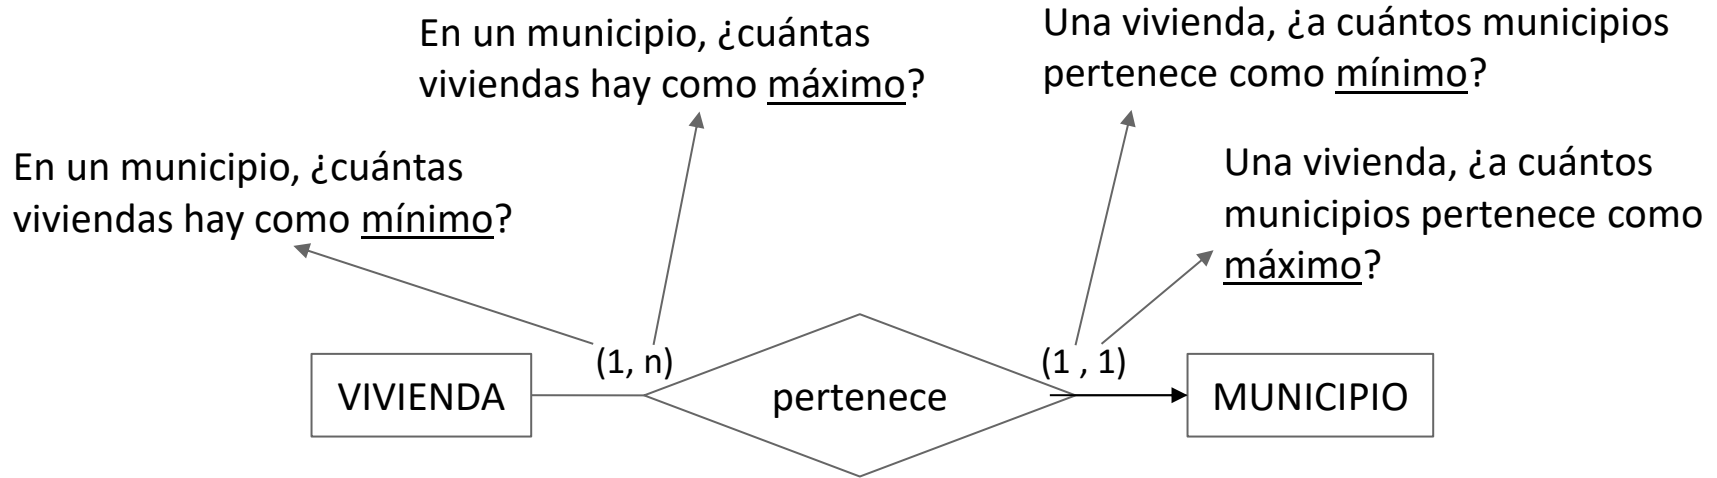 En un municipio, ¿cuántas
viviendas hay como máximo?
Una vivienda, ¿a cuántos municipios
pertenece como mínimo?
En un municipio, ¿cuántas
viviendas hay como mínimo?
Una vivienda, ¿a cuántos
municipios pertenece como
máximo?
(1, n)
(1 , 1)
VIVIENDA
pertenece
MUNICIPIO